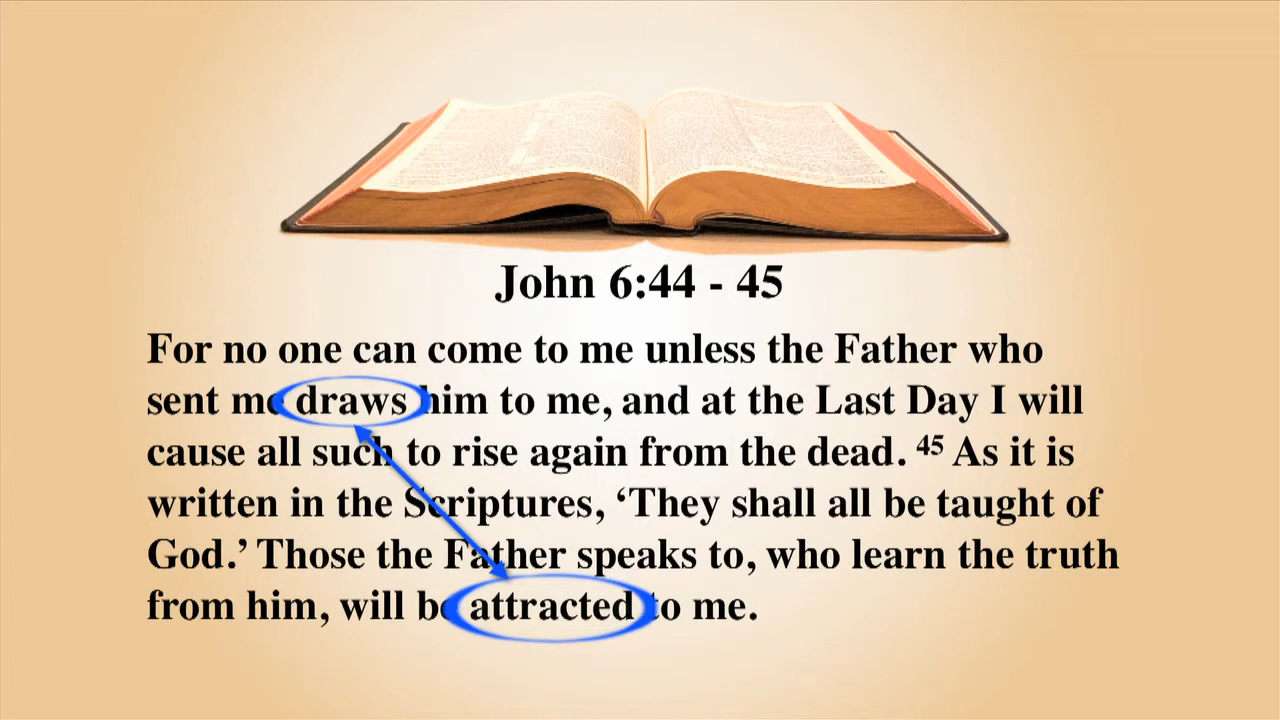 John 6:44 - 45
For no one can come to me unless the Father who
sent me draws him to me, and at the Last Day I will
cause all such to rise again from the dead. 45 As it is
written in the Scriptures, ‘They shall all be taught of
God.’ Those the Father speaks to, who learn the truth
from him, will be attracted to me.